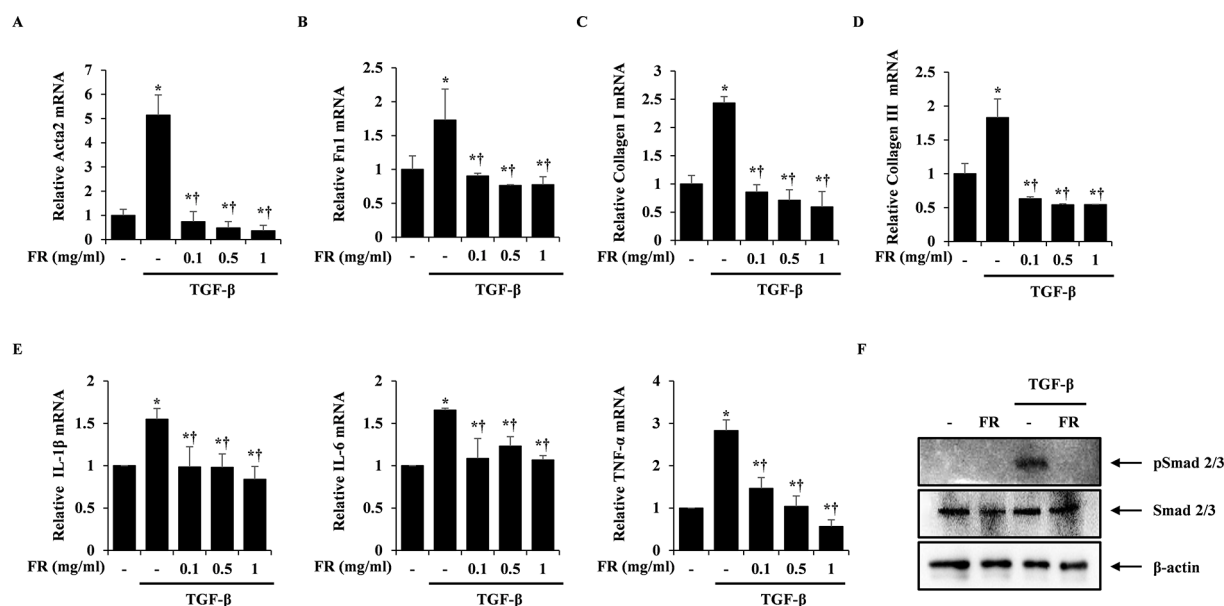 A
Relative Acta2 mRNA
7
6
5
4
3
2
1
0
*
*†
*†
*†
FR (mg/ml) - - 0.1 0.5 1
TGF-β
B
Relative Fn1 mRNA
2.5
2
1.5
1
0.5
0
*
*†
*†
*†
FR (mg/ml) - - 0.1 0.5 1
TGF-β
C
Relative Collagen I mRNA
3
2.5
2
1.5
1
0.5
0
*
*†
*†
*†
FR (mg/ml) - - 0.1 0.5 1
TGF-β
D
Relative Collagen III mRNA
2.5
2
1.5
1
0.5
0
*
*†
*†
*†
FR (mg/ml) - - 0.1 0.5 1
TGF-β
E
Relative IL-1β mRNA
2
1.5
1
0.5
0
*
*†
*†
*†
FR (mg/ml) - - 0.1 0.5 1
TGF-β
Relative IL-6 mRNA
2
1.5
1
0.5
0
*
*†
*†
*†
FR (mg/ml) - - 0.1 0.5 1
TGF-β
Relative TNF-α mRNA
4
3
2
1
0
*
*†
*†
*†
FR (mg/ml) - - 0.1 0.5 1
TGF-β
F
TGF-β
- FR - FR
pSmad 2/3
Smad 2/3
β-actin